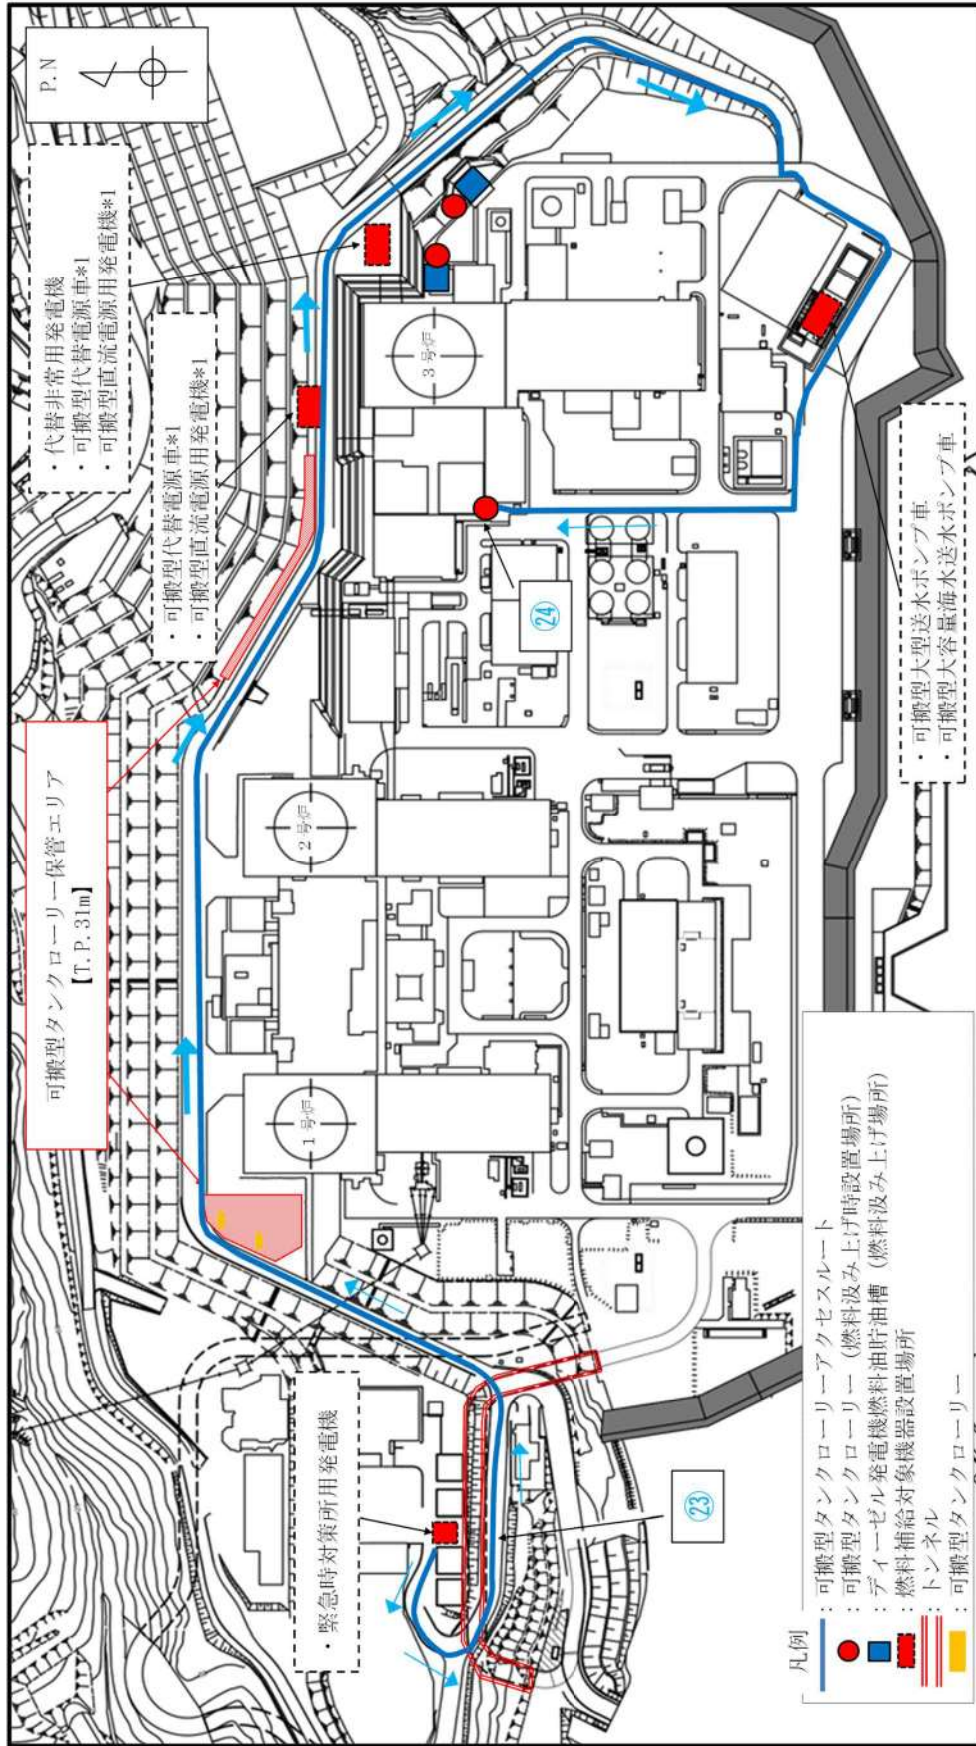 P.N
・代替非常用発電機
・可搬型代替電源車*1
・可搬型直流電源用発電機*1
・可搬型代替電源車*1
・可搬型直流電源用発電機*1
可搬型タンクローリー保管エリア
【T.P.31m】
・緊急時対策所用発電機
1号炉
2号炉
3号炉
㉓
㉔
・可搬型大型送水ポンプ車
・可搬型大容量海水送水ポンプ車
凡例
：可搬型タンクローリーアクセスルート
：可搬型タンクローリー（燃料汲み上げ時設置場所）
：ディーゼル発電機燃料油貯油槽（燃料汲み上げ場所）
：燃料補給対象機器設置場所
：トンネル
：可搬型タンクローリー